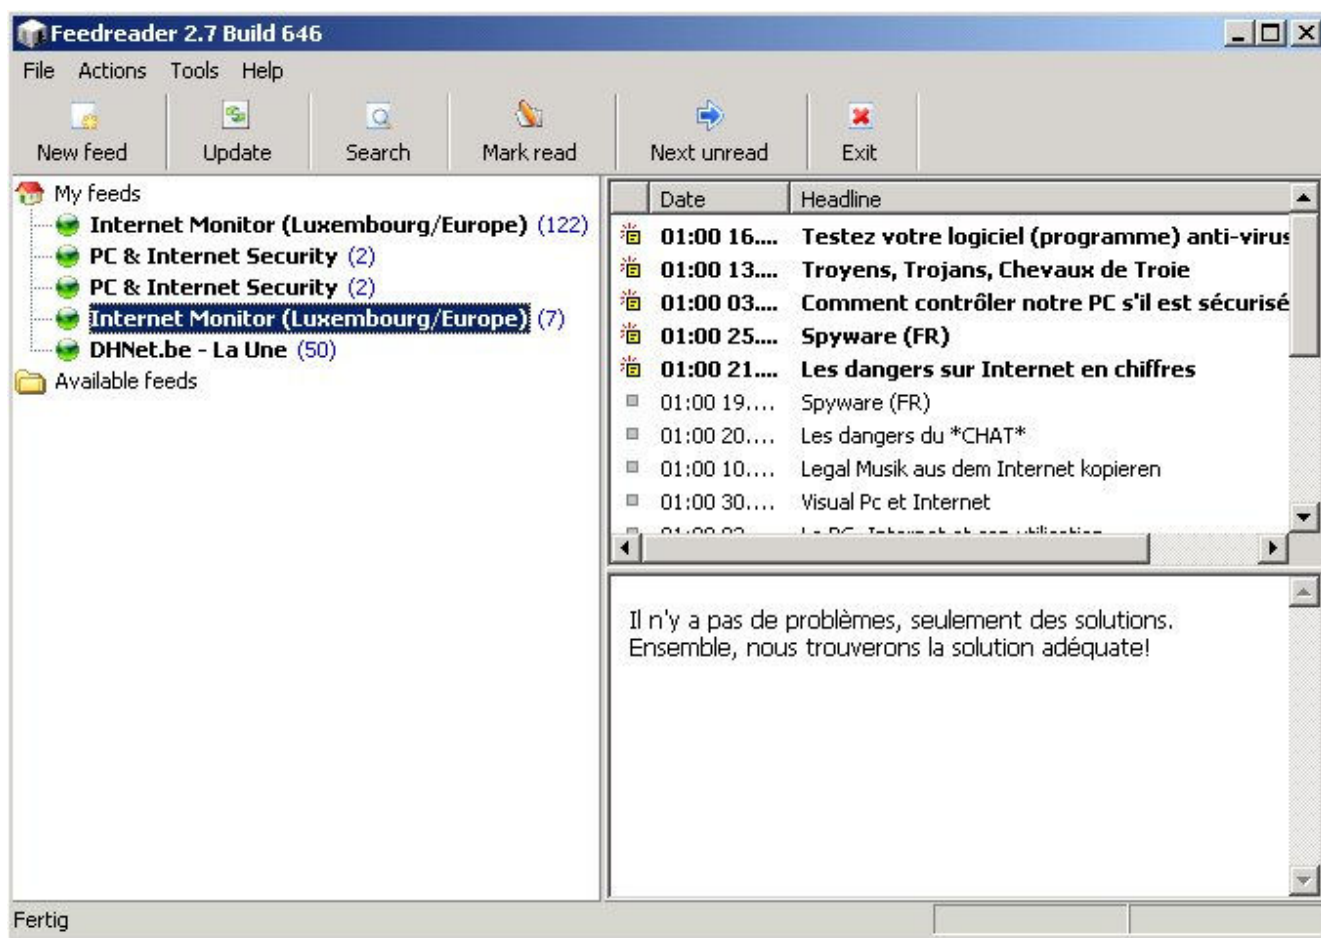 Feedreader 2.7 Build 646
File Actions Tools Help
New feed Update Search Mark read Next unread Exit
My feeds
Internet Monitor (Luxembourg/Europe) (122)
PC & Internet Security (2)
PC & Internet Security (2)
Internet Monitor (Luxembourg/Europe) (7)
DHNet.be - La Une (50)
Available feeds
Date Headline
01:00 16.... Testez votre logiciel (programme) anti-virus
01:00 13.... Troyens, Trojans, Chevaux de Troie
01:00 03.... Comment contrôler notre PC s'il est sécurisé
01:00 25.... Spyware (FR)
01:00 21.... Les dangers sur Internet en chiffres
01:00 19.... Spyware (FR)
01:00 20.... Les dangers du *CHAT*
01:00 10.... Legal Musik aus dem Internet kopieren
01:00 30.... Visual Pc et Internet
Il n'y a pas de problèmes, seulement des solutions.
Ensemble, nous trouverons la solution adéquate!
Fertig